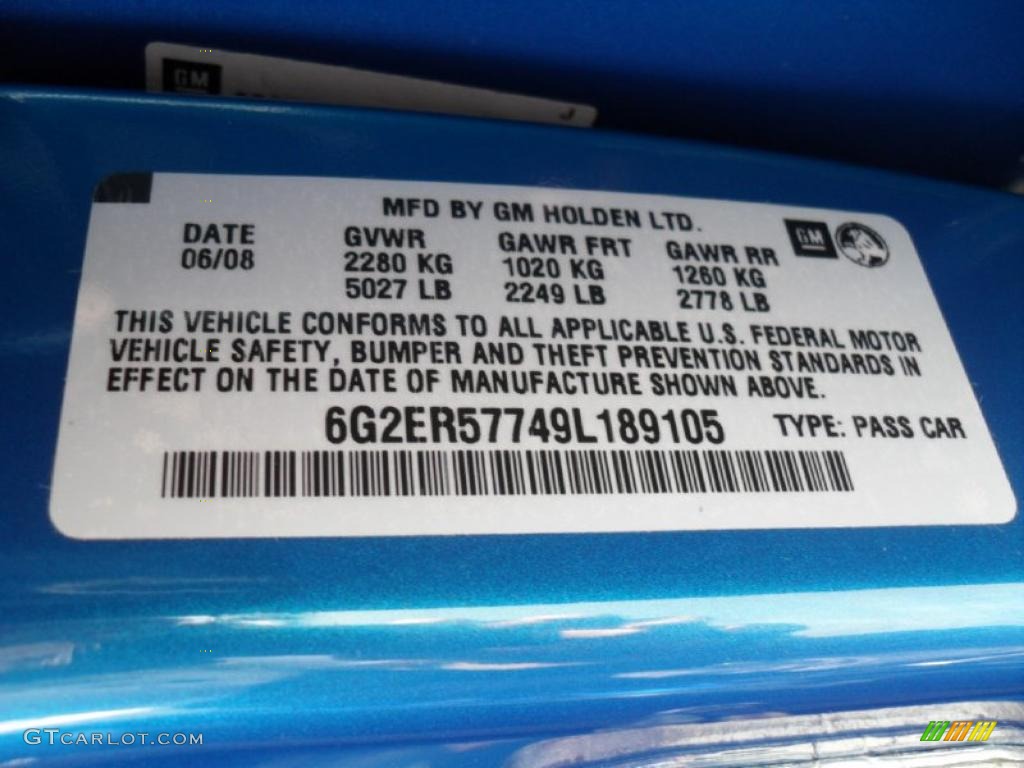 GM
J
MFD BY GM HOLDEN LTD.
GM
DATE GVWR GAWR FRT GAWR RR
06/08 2280 KG 1020 KG 1260 KG
5027 LB 2249 LB 2778 LB
THIS VEHICLE CONFORMS TO ALL APPLICABLE U.S. FEDERAL MOTOR
VEHICLE SAFETY, BUMPER AND THEFT PREVENTION STANDARDS IN
EFFECT ON THE DATE OF MANUFACTURE SHOWN ABOVE.
6G2ER57749L189105 TYPE: PASS CAR
GTCARLOT.COM